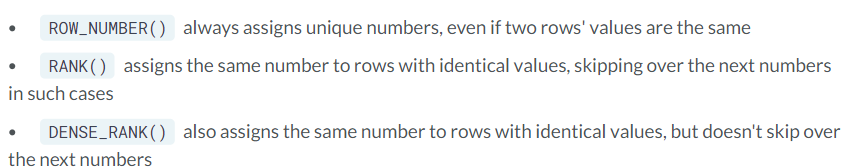 • ROW_NUMBER() always assigns unique numbers, even if two rows' values are the same
• RANK() assigns the same number to rows with identical values, skipping over the next numbers
in such cases
• DENSE_RANK() also assigns the same number to rows with identical values, but doesn't skip over
the next numbers